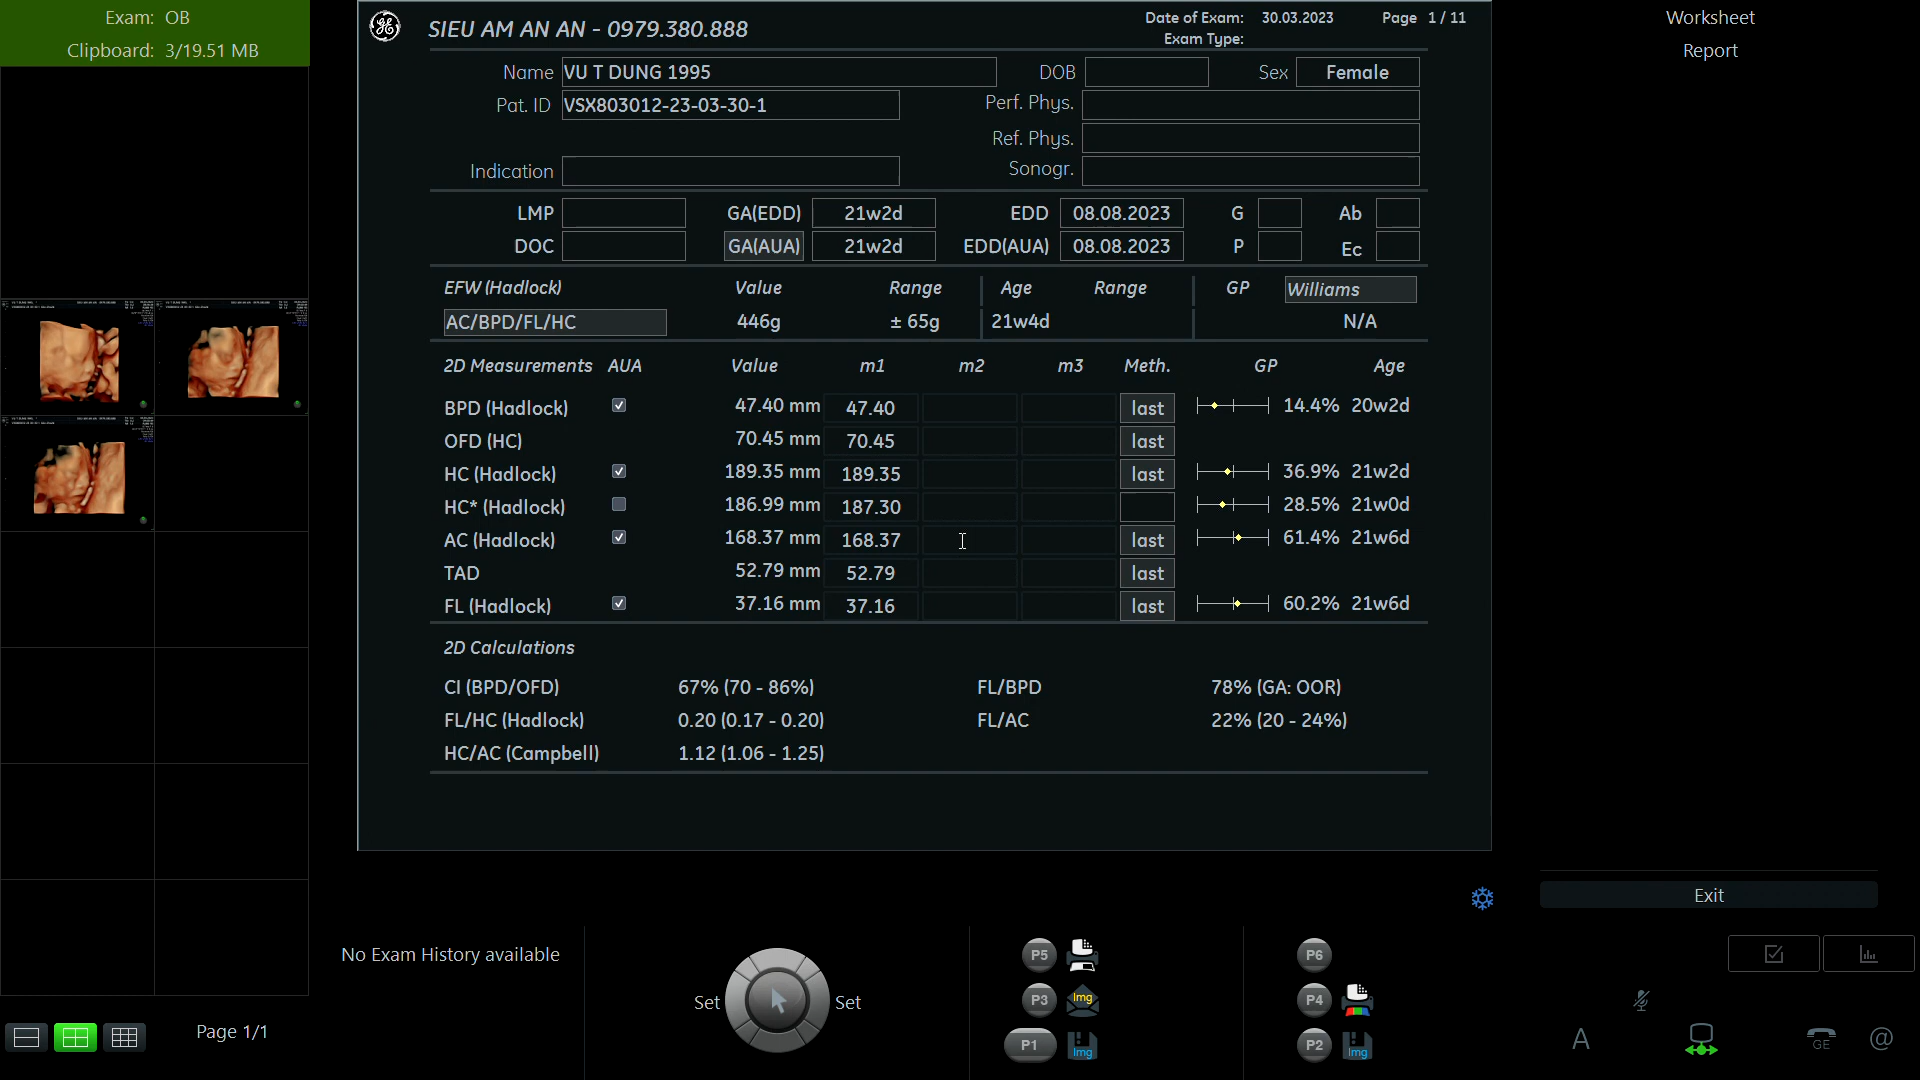 Exam: OB
Clipboard: 3/19.51 MB
SIEU AM AN AN - 0979.380.888
Date of Exam: 30.03.2023 Page 1 / 11
Exam Type:
Worksheet
Report
Name VU T DUNG 1995 DOB Sex Female
Pat. ID VSX803012-23-03-30-1 Perf. Phys.
Ref. Phys.
Indication Sonogr.
LMP GA(EDD) 21w2d EDD 08.08.2023 G Ab
DOC GA(AUA) 21w2d EDD(AUA) 08.08.2023 P Ec
EFW (Hadlock) Value Range Age Range GP Williams
AC/BPD/FL/HC 446g ± 65g 21w4d N/A
2D Measurements AUA Value m1 m2 m3 Meth. GP Age
BPD (Hadlock) 47.40 mm 47.40 last 14.4% 20w2d
OFD (HC) 70.45 mm 70.45 last
HC (Hadlock) 189.35 mm 189.35 last 36.9% 21w2d
HC* (Hadlock) 186.99 mm 187.30 28.5% 21w0d
AC (Hadlock) 168.37 mm 168.37 last 61.4% 21w6d
TAD 52.79 mm 52.79 last
FL (Hadlock) 37.16 mm 37.16 last 60.2% 21w6d
2D Calculations
CI (BPD/OFD) 67% (70 - 86%) FL/BPD 78% (GA: OOR)
FL/HC (Hadlock) 0.20 (0.17 - 0.20) FL/AC 22% (20 - 24%)
HC/AC (Campbell) 1.12 (1.06 - 1.25)
Exit
No Exam History available
Set Set
P5 P6
P3 Img P4
P1 Img P2 Img
Page 1/1
A GE @